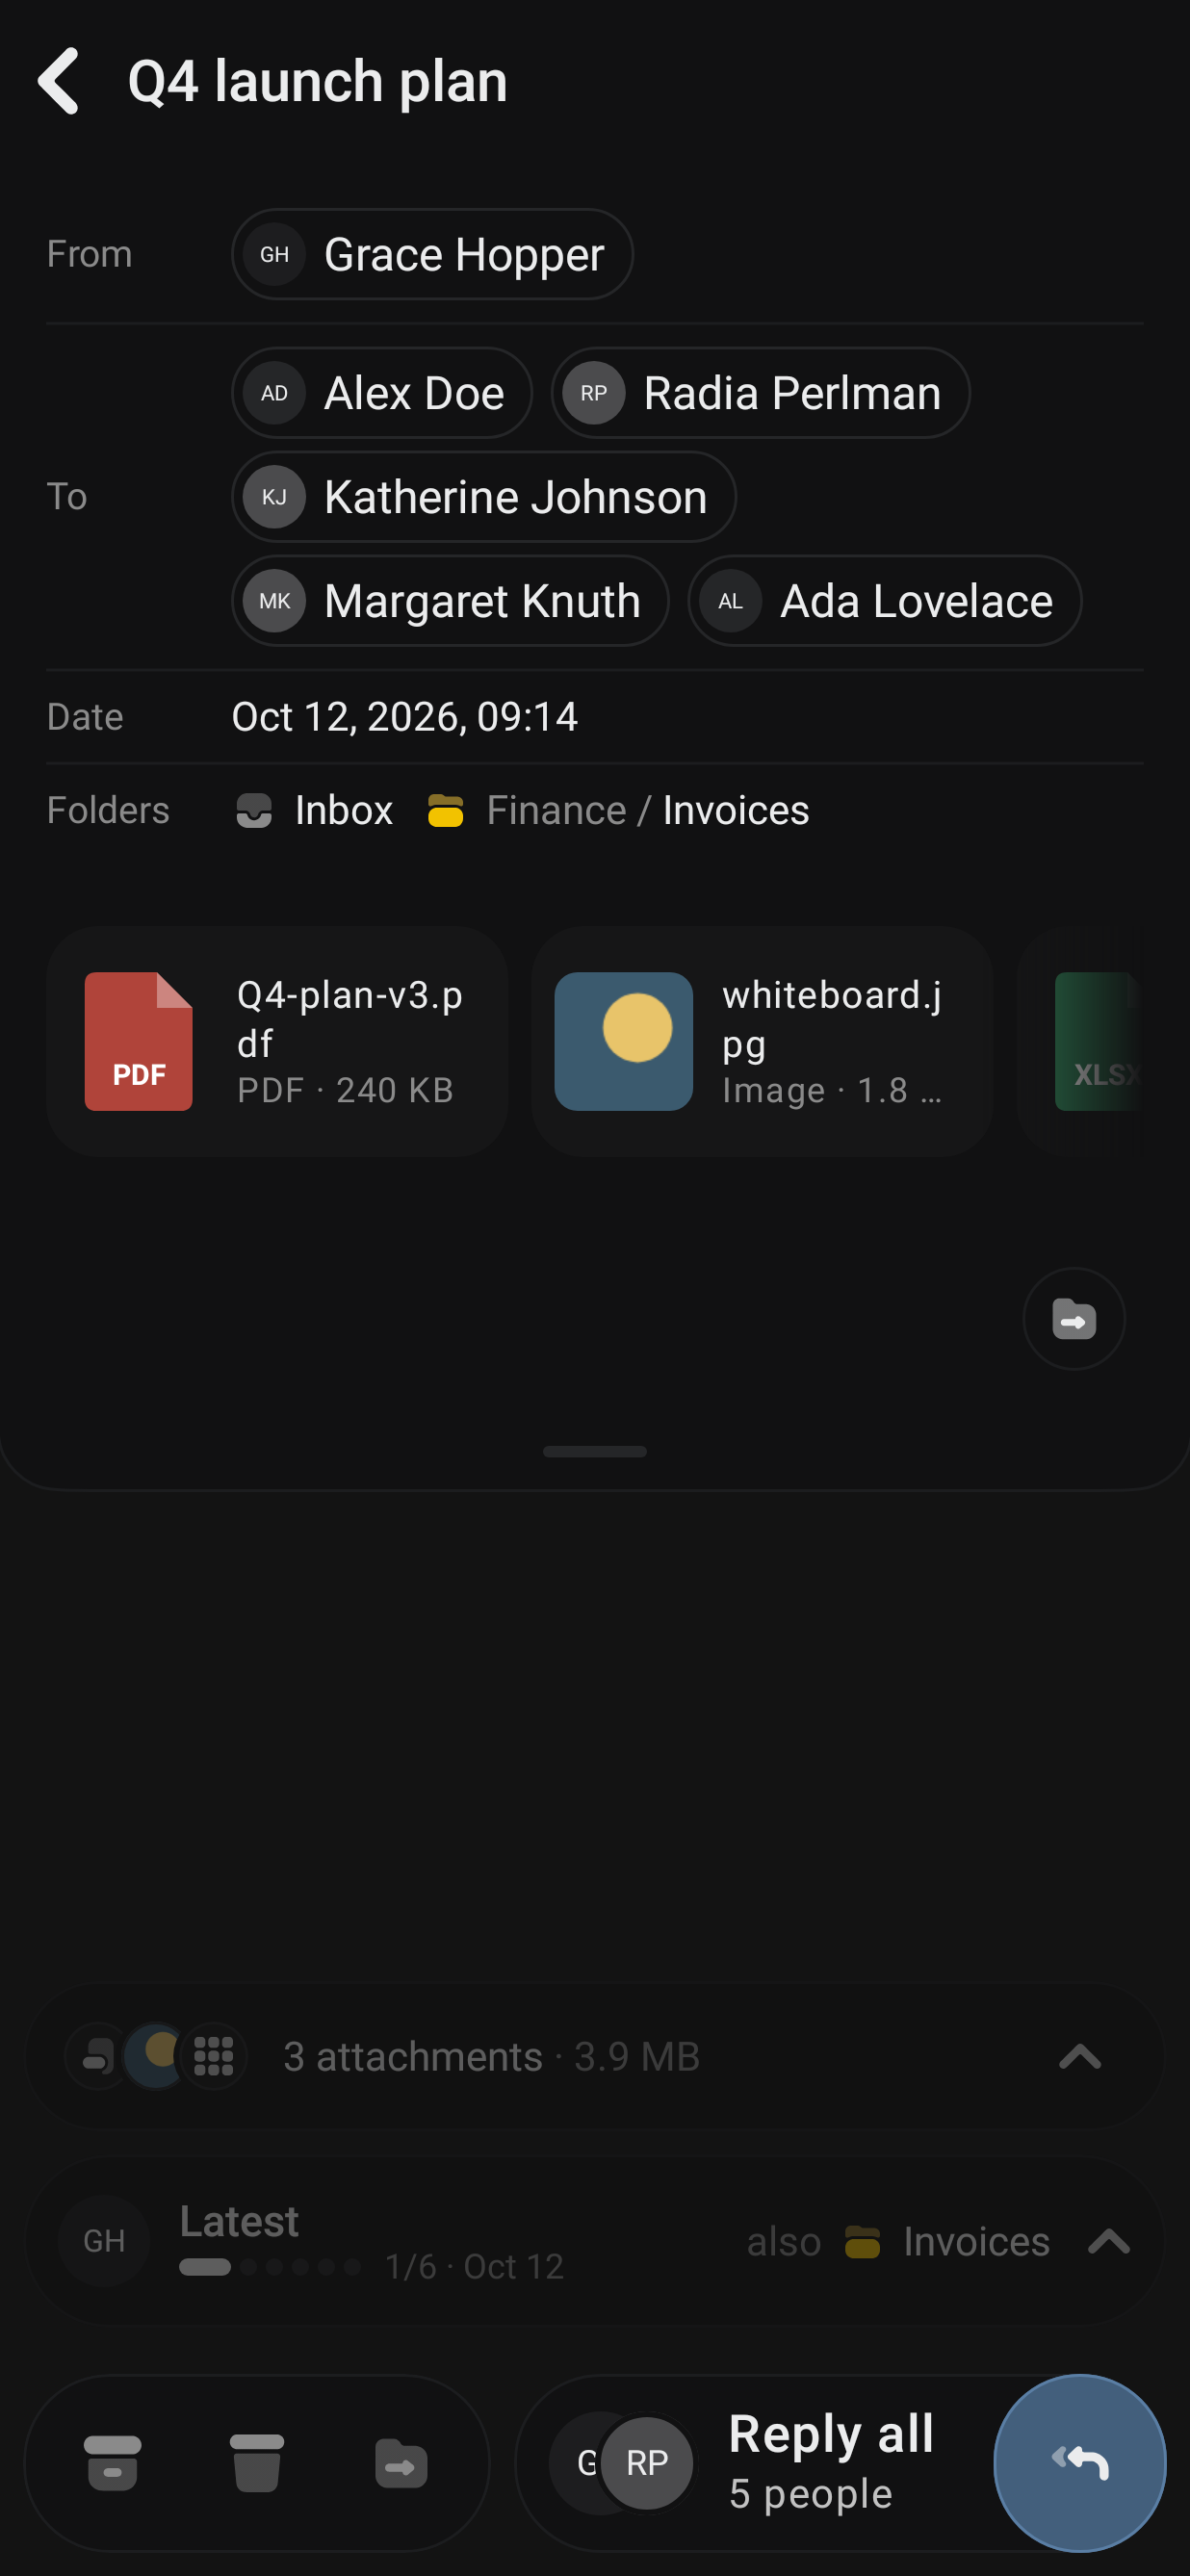 Q4 launch plan
From
GH Grace Hopper
AD Alex Doe RP Radia Perlman
To
KJ Katherine Johnson
MK Margaret Knuth AL Ada Lovelace
Date Oct 12, 2026, 09:14
Folders Inbox Finance / Invoices
PDF
Q4-plan-v3.p
df
PDF · 240 KB
whiteboard.j
pg
Image · 1.8 ...
XLSX
3 attachments · 3.9 MB
GH
Latest
1/6 · Oct 12
also Invoices
G RP
Reply all
5 people